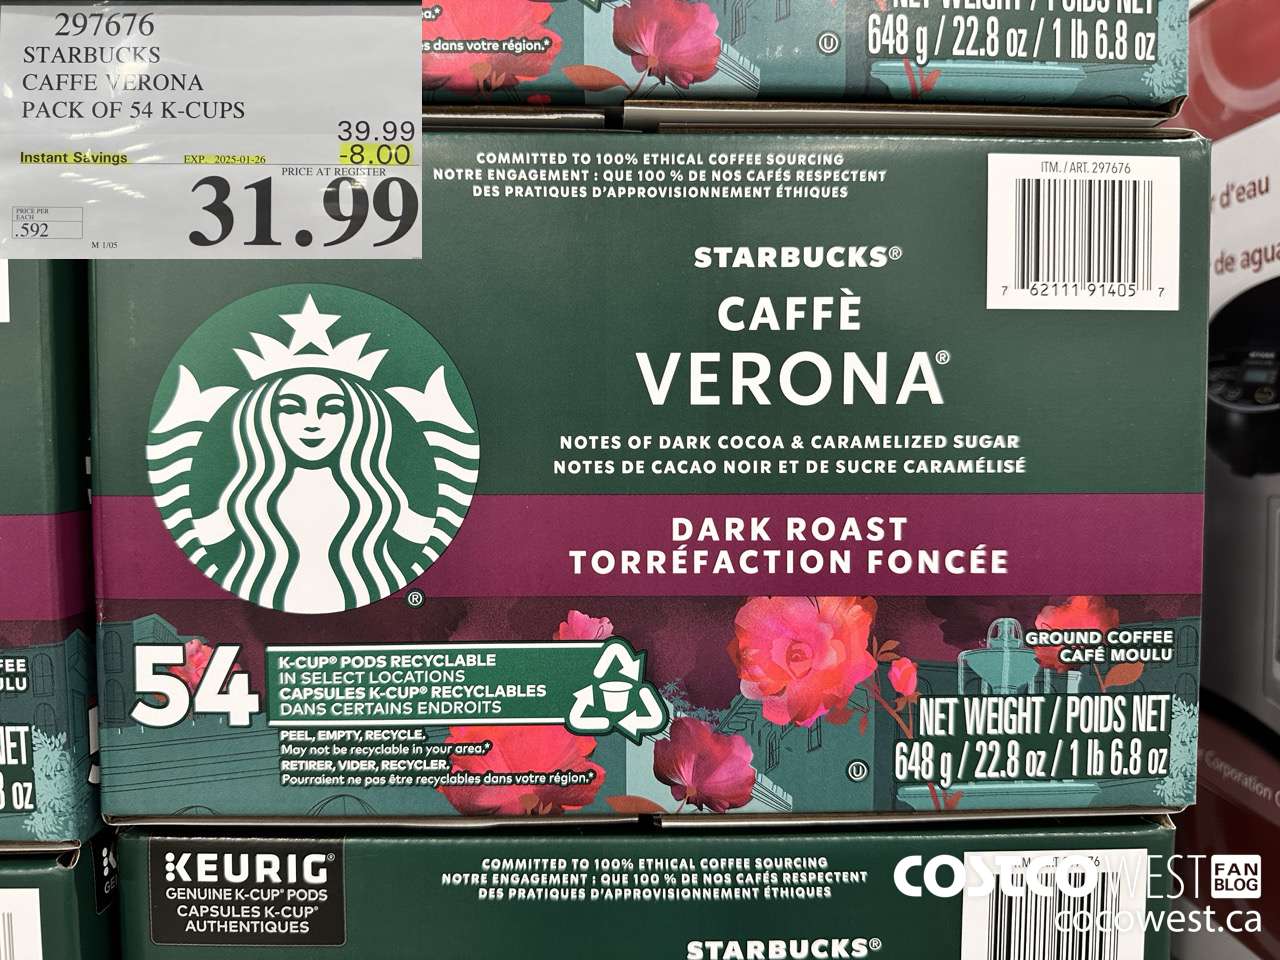 297676
STARBUCKS
CAFFE VERONA
PACK OF 54 K-CUPS
39.99
Instant Savings EXP. 2025-01-26 -8.00
PRICE AT REGISTER
31.99
PRICE PER
EACH
.592
M 1/05
dans votre région.*
648 g / 22.8 oz / 1 lb 6.8 oz
COMMITTED TO 100% ETHICAL COFFEE SOURCING
NOTRE ENGAGEMENT : QUE 100 % DE NOS CAFÉS RESPECTENT
DES PRATIQUES D'APPROVISIONNEMENT ÉTHIQUES
ITM. / ART. 297676
7 62111 91405 7
STARBUCKS®
CAFFÈ
VERONA®
NOTES OF DARK COCOA & CARAMELIZED SUGAR
NOTES DE CACAO NOIR ET DE SUCRE CARAMÉLISÉ
DARK ROAST
TORRÉFACTION FONCÉE
®
54
K-CUP® PODS RECYCLABLE
IN SELECT LOCATIONS
CAPSULES K-CUP® RECYCLABLES
DANS CERTAINS ENDROITS
PEEL, EMPTY, RECYCLE.
May not be recyclable in your area.*
RETIRER, VIDER, RECYCLER.
Pourraient ne pas être recyclables dans votre région.*
GROUND COFFEE
CAFÉ MOULU
NET WEIGHT / POIDS NET
648 g / 22.8 oz / 1 lb 6.8 oz
d'eau
de agua
Corporation
KEURIG®
GENUINE K-CUP® PODS
CAPSULES K-CUP®
AUTHENTIQUES
COMMITTED TO 100% ETHICAL COFFEE SOURCING
NOTRE ENGAGEMENT : QUE 100 % DE NOS CAFÉS RESPECTENT
DES PRATIQUES D'APPROVISIONNEMENT ÉTHIQUES
STARBUCKS®
COSTCO WEST FAN BLOG
cocowest.ca